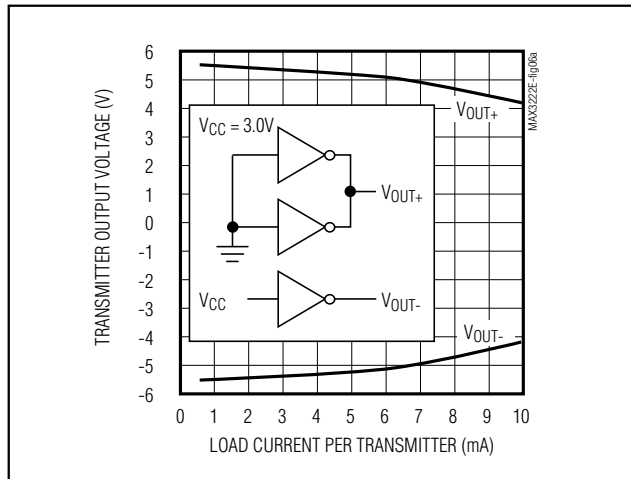 TRANSMITTER OUTPUT VOLTAGE (V)
6
5
4
3
2
1
0
-1
-2
-3
-4
-5
-6
MAX3222E-fig06a
VOUT+
VCC = 3.0V
VOUT+
VCC
VOUT-
VOUT-
0 1 2 3 4 5 6 7 8 9 10
LOAD CURRENT PER TRANSMITTER (mA)